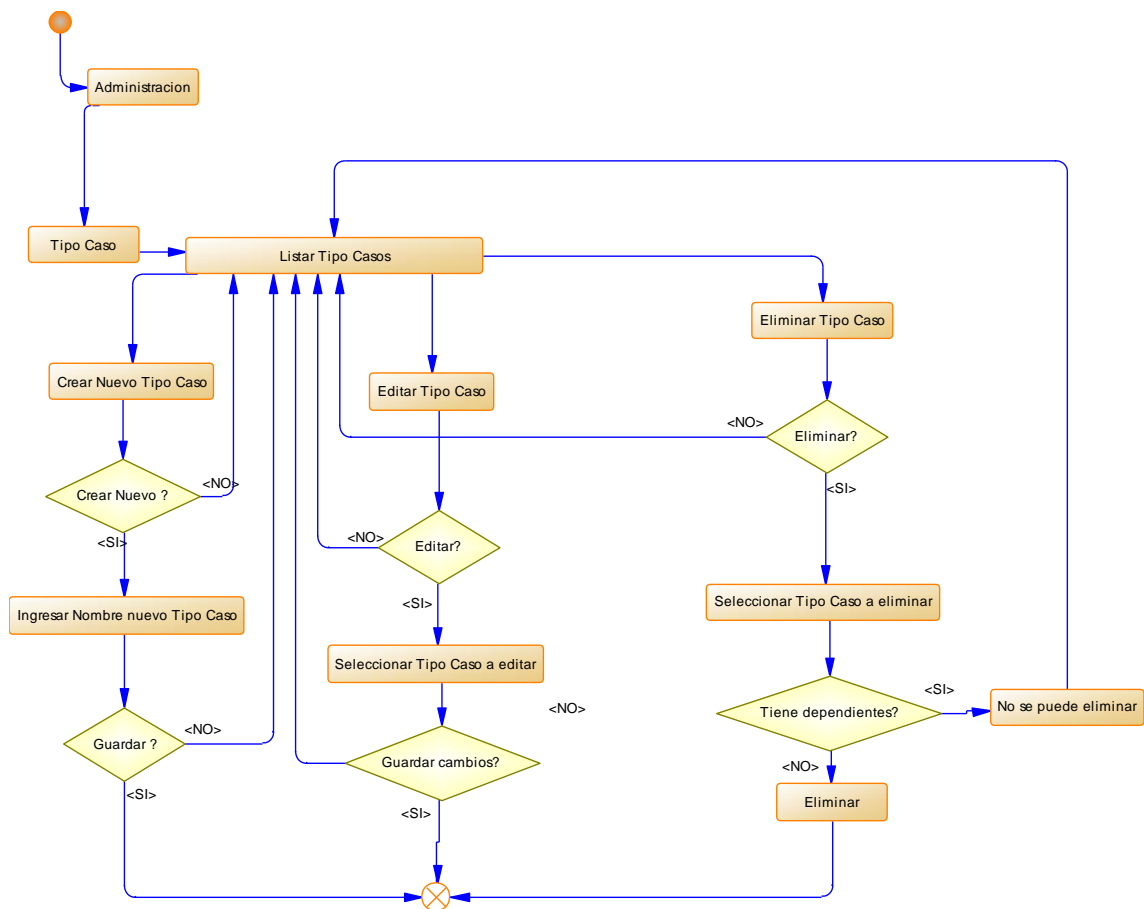 Administracion
Tipo Caso
Listar Tipo Casos
Eliminar Tipo Caso
Crear Nuevo Tipo Caso
Editar Tipo Caso
<NO>
Eliminar?
<NO>
Crear Nuevo ?
<SI>
<SI>
<NO>
Editar?
<SI>
Ingresar Nombre nuevo Tipo Caso
Seleccionar Tipo Caso a eliminar
Seleccionar Tipo Caso a editar
<SI>
<NO>
Tiene dependientes?
No se puede eliminar
<NO>
Guardar ?
Guardar cambios?
<NO>
<SI>
Eliminar
<SI>